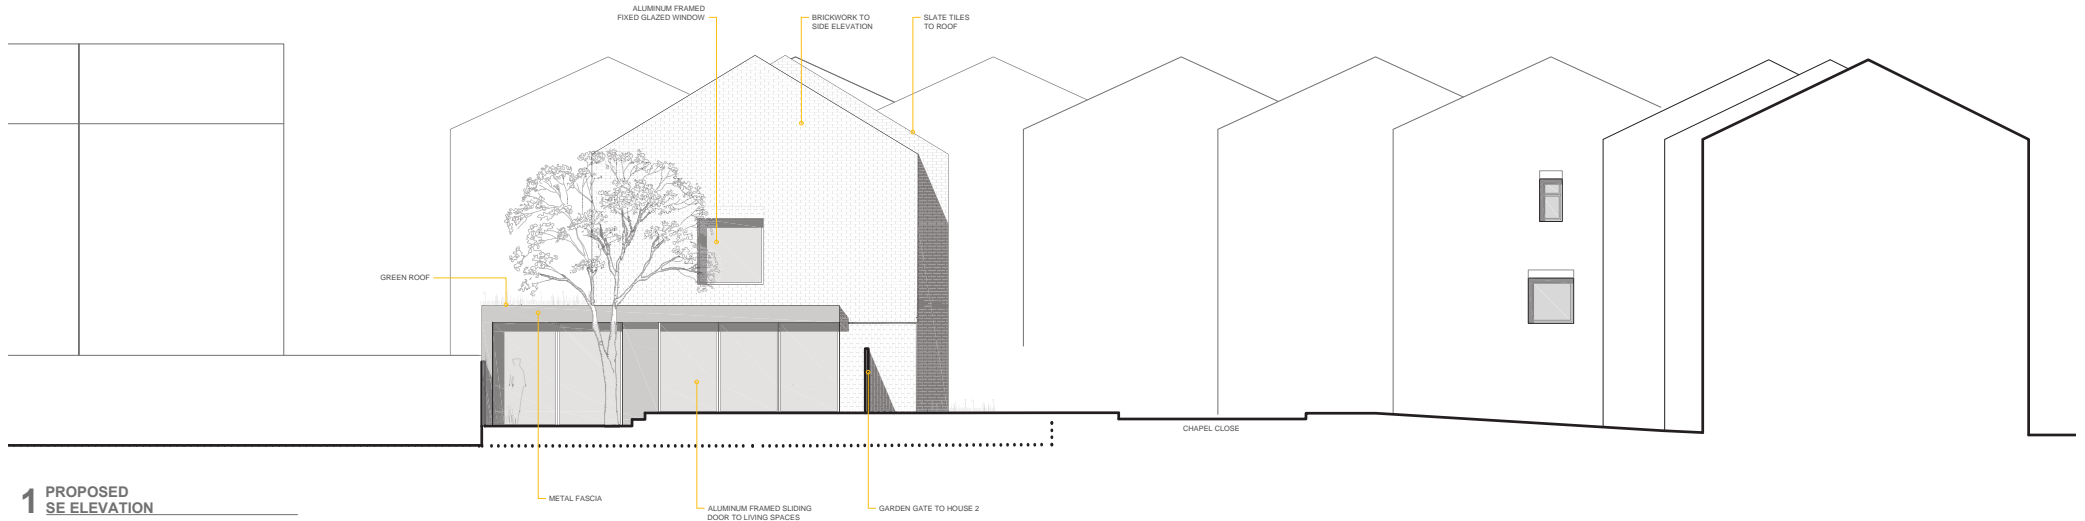 ALUMINUM FRAMED
FIXED GLAZED WINDOW
BRICKWORK TO
SIDE ELEVATION
SLATE TILES
TO ROOF
GREEN ROOF
CHAPEL CLOSE
METAL FASCIA
ALUMINUM FRAMED SLIDING
DOOR TO LIVING SPACES
GARDEN GATE TO HOUSE 2
1 PROPOSED
SE ELEVATION